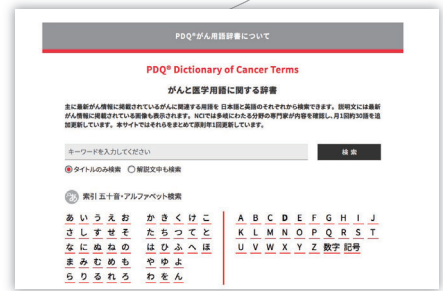 PDQ®がん用語辞書について
PDQ® Dictionary of Cancer Terms
がんと医学用語に関する辞書
主に最新がん情報に掲載されているがんに関連する用語を 日本語と英語のそれぞれから検索できます。説明文には最新
がん情報に掲載されている画像も表示されます。NCIでは多岐にわたる分野の専門家が内容を確認し、月1回約30語を追
加更新しています。本サイトではそれらをまとめて原則年1回更新しています。
キーワードを入力してください 検 索
タイトルのみ検索 解説文中も検索
あ 索引 五十音・アルファベット検索
あ い う え お か き く け こ A B C D E F G H I J
さ し す せ そ た ち つ て と K L M N O P Q R S T
な に ぬ ね の は ひ ふ へ ほ U V W X Y Z 数字 記号
ま み む め も や ゆ よ
ら り る れ ろ わ を ん